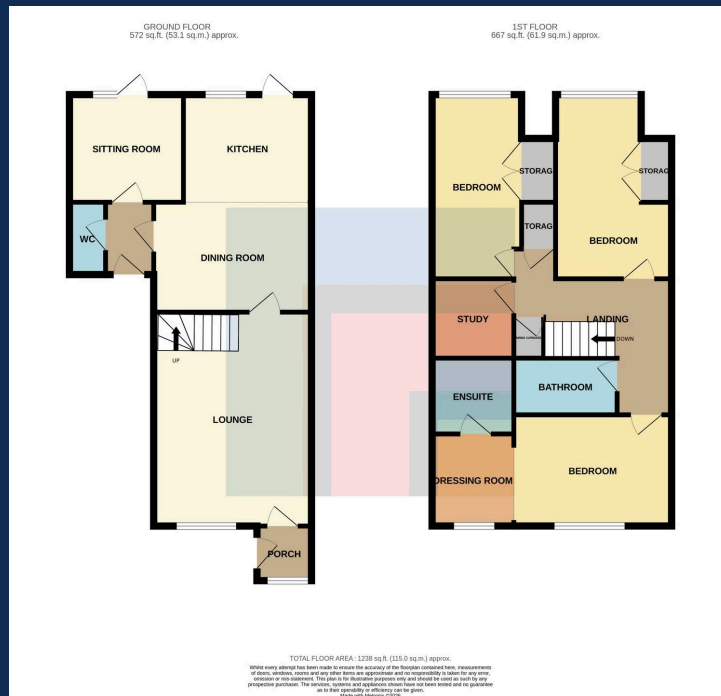 GROUND FLOOR
572 sq.ft. (53.1 sq.m.) approx.
1ST FLOOR
667 sq.ft. (61.9 sq.m.) approx.
SITTING ROOM
KITCHEN
WC
DINING ROOM
UP
LOUNGE
PORCH
STORAG
STORAG
BEDROOM
TORAG
BEDROOM
STUDY
LANDING
DOWN
ENSUITE
BATHROOM
DRESSING ROOM
BEDROOM
TOTAL FLOOR AREA : 1238 sq.ft. (115.0 sq.m.) approx.
Whilst every attempt has been made to ensure the accuracy of the floorplan contained here, measurements
of doors, windows, rooms and any other items are approximate and no responsibility is taken for any error,
omission or mis-statement. This plan is for illustrative purposes only and should be used as such by any
prospective purchaser. The services, systems and appliances shown have not been tested and no guarantee
as to their operability or efficiency can be given.
Made with Metropix ©2026